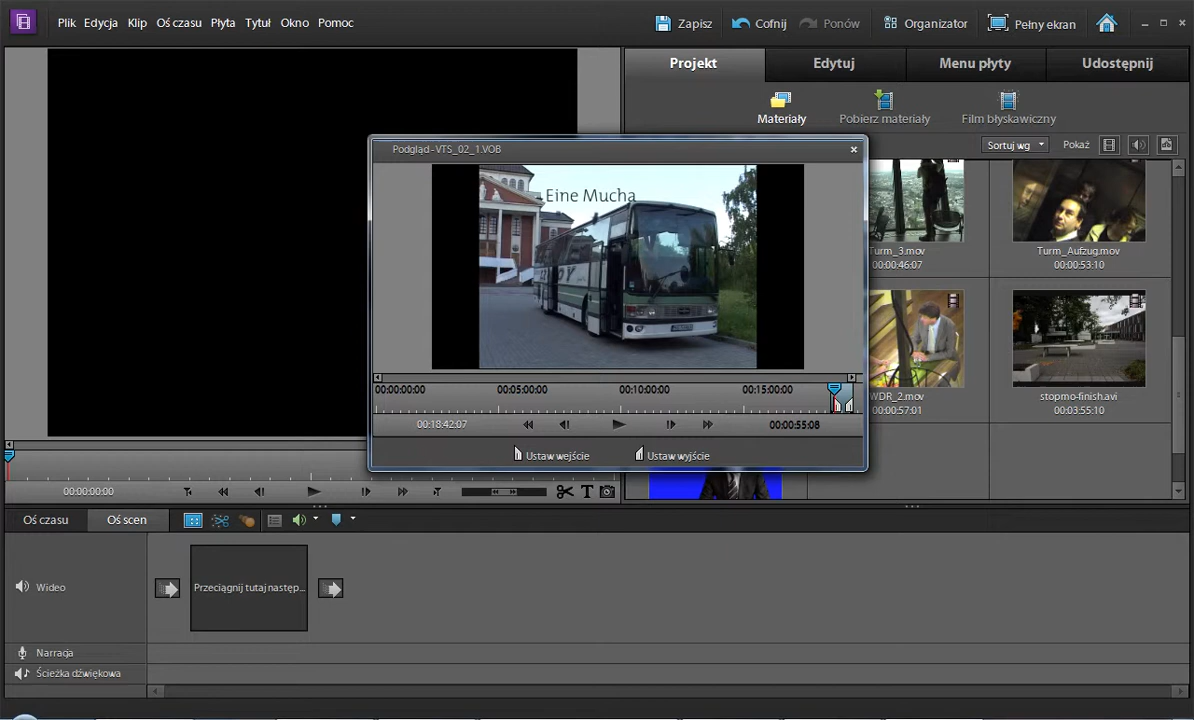 Plik Edycja Klip Oś czasu Płyta Tytuł Okno Pomoc
Zapisz Cofnij Ponów Organizator Pełny ekran
Projekt Edytuj Menu płyty Udostępnij
Materiały Pobierz materiały Film błyskawiczny
Sortuj wg Pokaż
Podgląd - VTS_02_1.VOB
Eine Mucha
00:00:00:00 00:05:00:00 00:10:00:00 00:15:00:00
00:18:42:07 00:00:55:08
Ustaw wejście Ustaw wyjście
Turm_3.mov
00:00:46:07
Turm_Aufzug.mov
00:00:53:10
WDR_2.mov
00:00:57:01
stopmo-finish.avi
00:03:55:10
00:00:00:00
Oś czasu Oś scen
Wideo
Przeciągnij tutaj następ...
Narracja
Ścieżka dźwiękowa